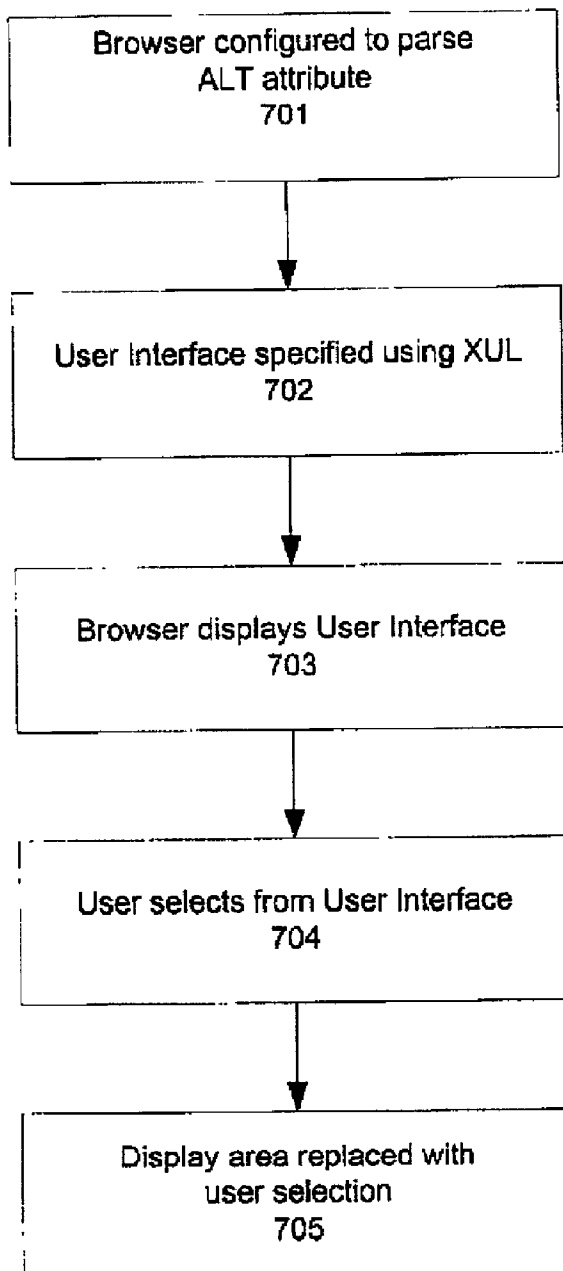 Browser configured to parse
ALT attribute
701
User Interface specified using XUL
702
Browser displays User Interface
703
User selects from User Interface
704
Display area replaced with
user selection
705